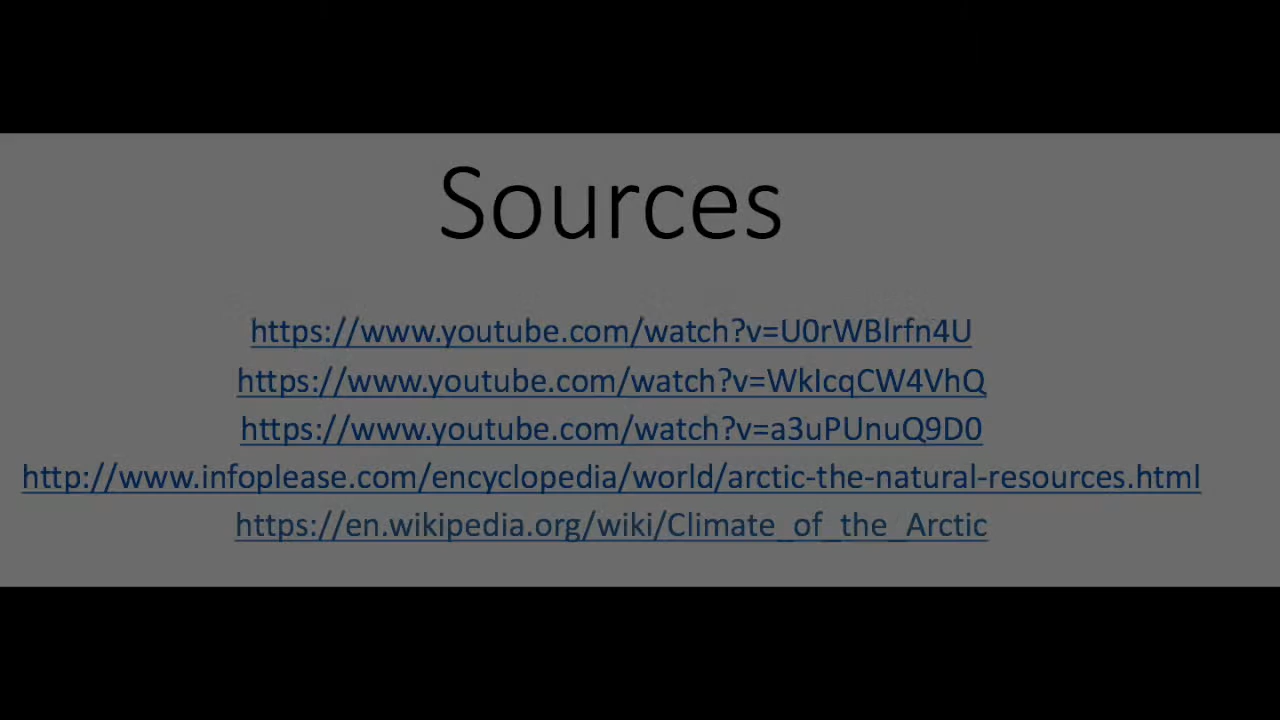 Sources
https://www.youtube.com/watch?v=U0rWBlrfn4U
https://www.youtube.com/watch?v=WkIcqCW4VhQ
https://www.youtube.com/watch?v=a3uPUnuQ9D0
http://www.infoplease.com/encyclopedia/world/arctic-the-natural-resources.html
https://en.wikipedia.org/wiki/Climate_of_the_Arctic